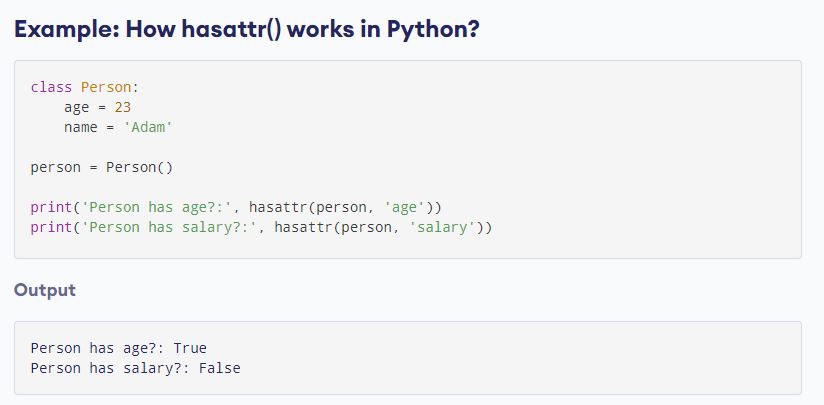 Example: How hasattr() works in Python?
class Person:
    age = 23
    name = 'Adam'
person = Person()
print('Person has age?:', hasattr(person, 'age'))
print('Person has salary?:', hasattr(person, 'salary'))
Output
Person has age?: True
Person has salary?: False